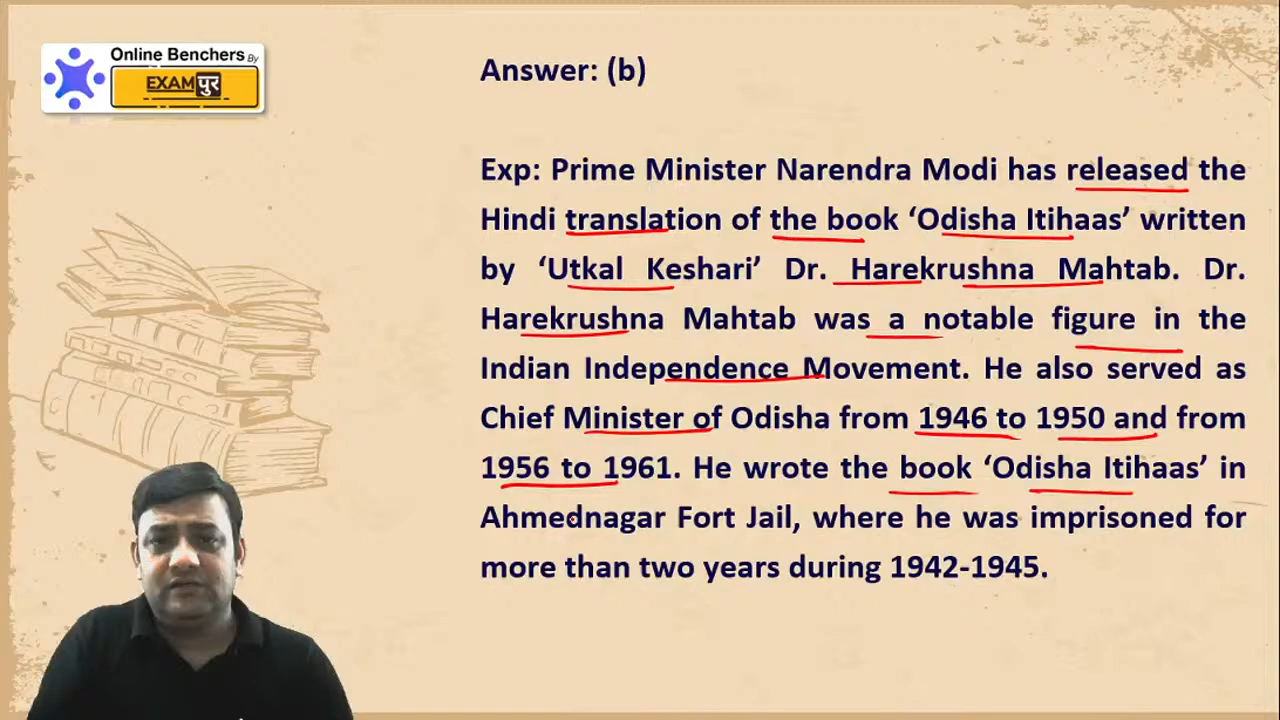 Online Benchers By
EXAMपुर
Answer: (b)
Exp: Prime Minister Narendra Modi has released the
Hindi translation of the book ‘Odisha Itihaas’ written
by ‘Utkal Keshari’ Dr. Harekrushna Mahtab. Dr.
Harekrushna Mahtab was a notable figure in the
Indian Independence Movement. He also served as
Chief Minister of Odisha from 1946 to 1950 and from
1956 to 1961. He wrote the book ‘Odisha Itihaas’ in
Ahmednagar Fort Jail, where he was imprisoned for
more than two years during 1942-1945.